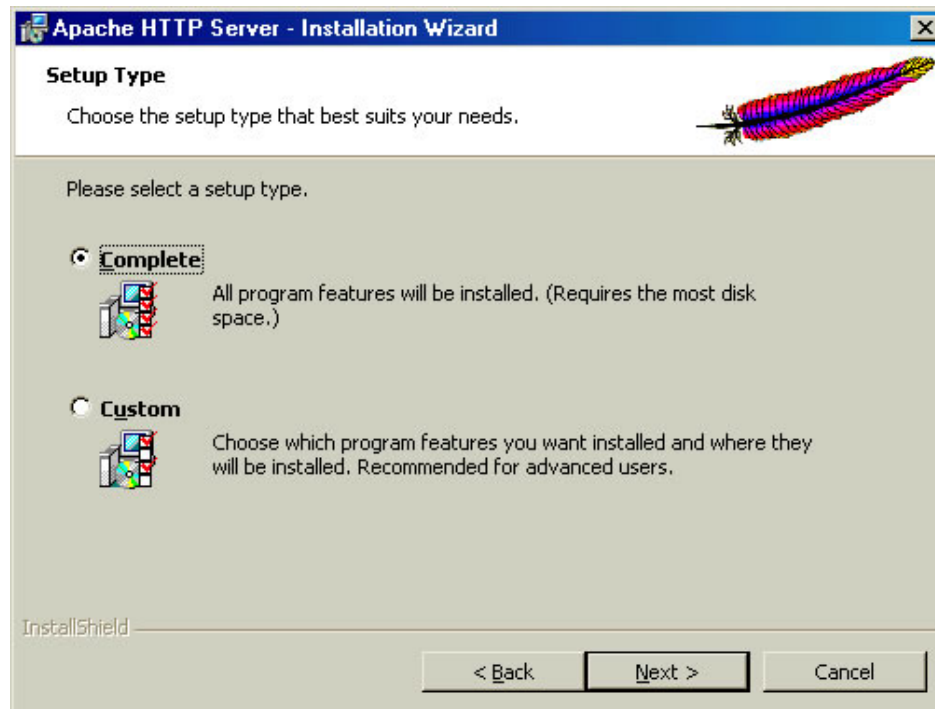 Apache HTTP Server - Installation Wizard
Setup Type
Choose the setup type that best suits your needs.
Please select a setup type.
Complete
All program features will be installed. (Requires the most disk
space.)
Custom
Choose which program features you want installed and where they
will be installed. Recommended for advanced users.
InstallShield
< Back
Next >
Cancel